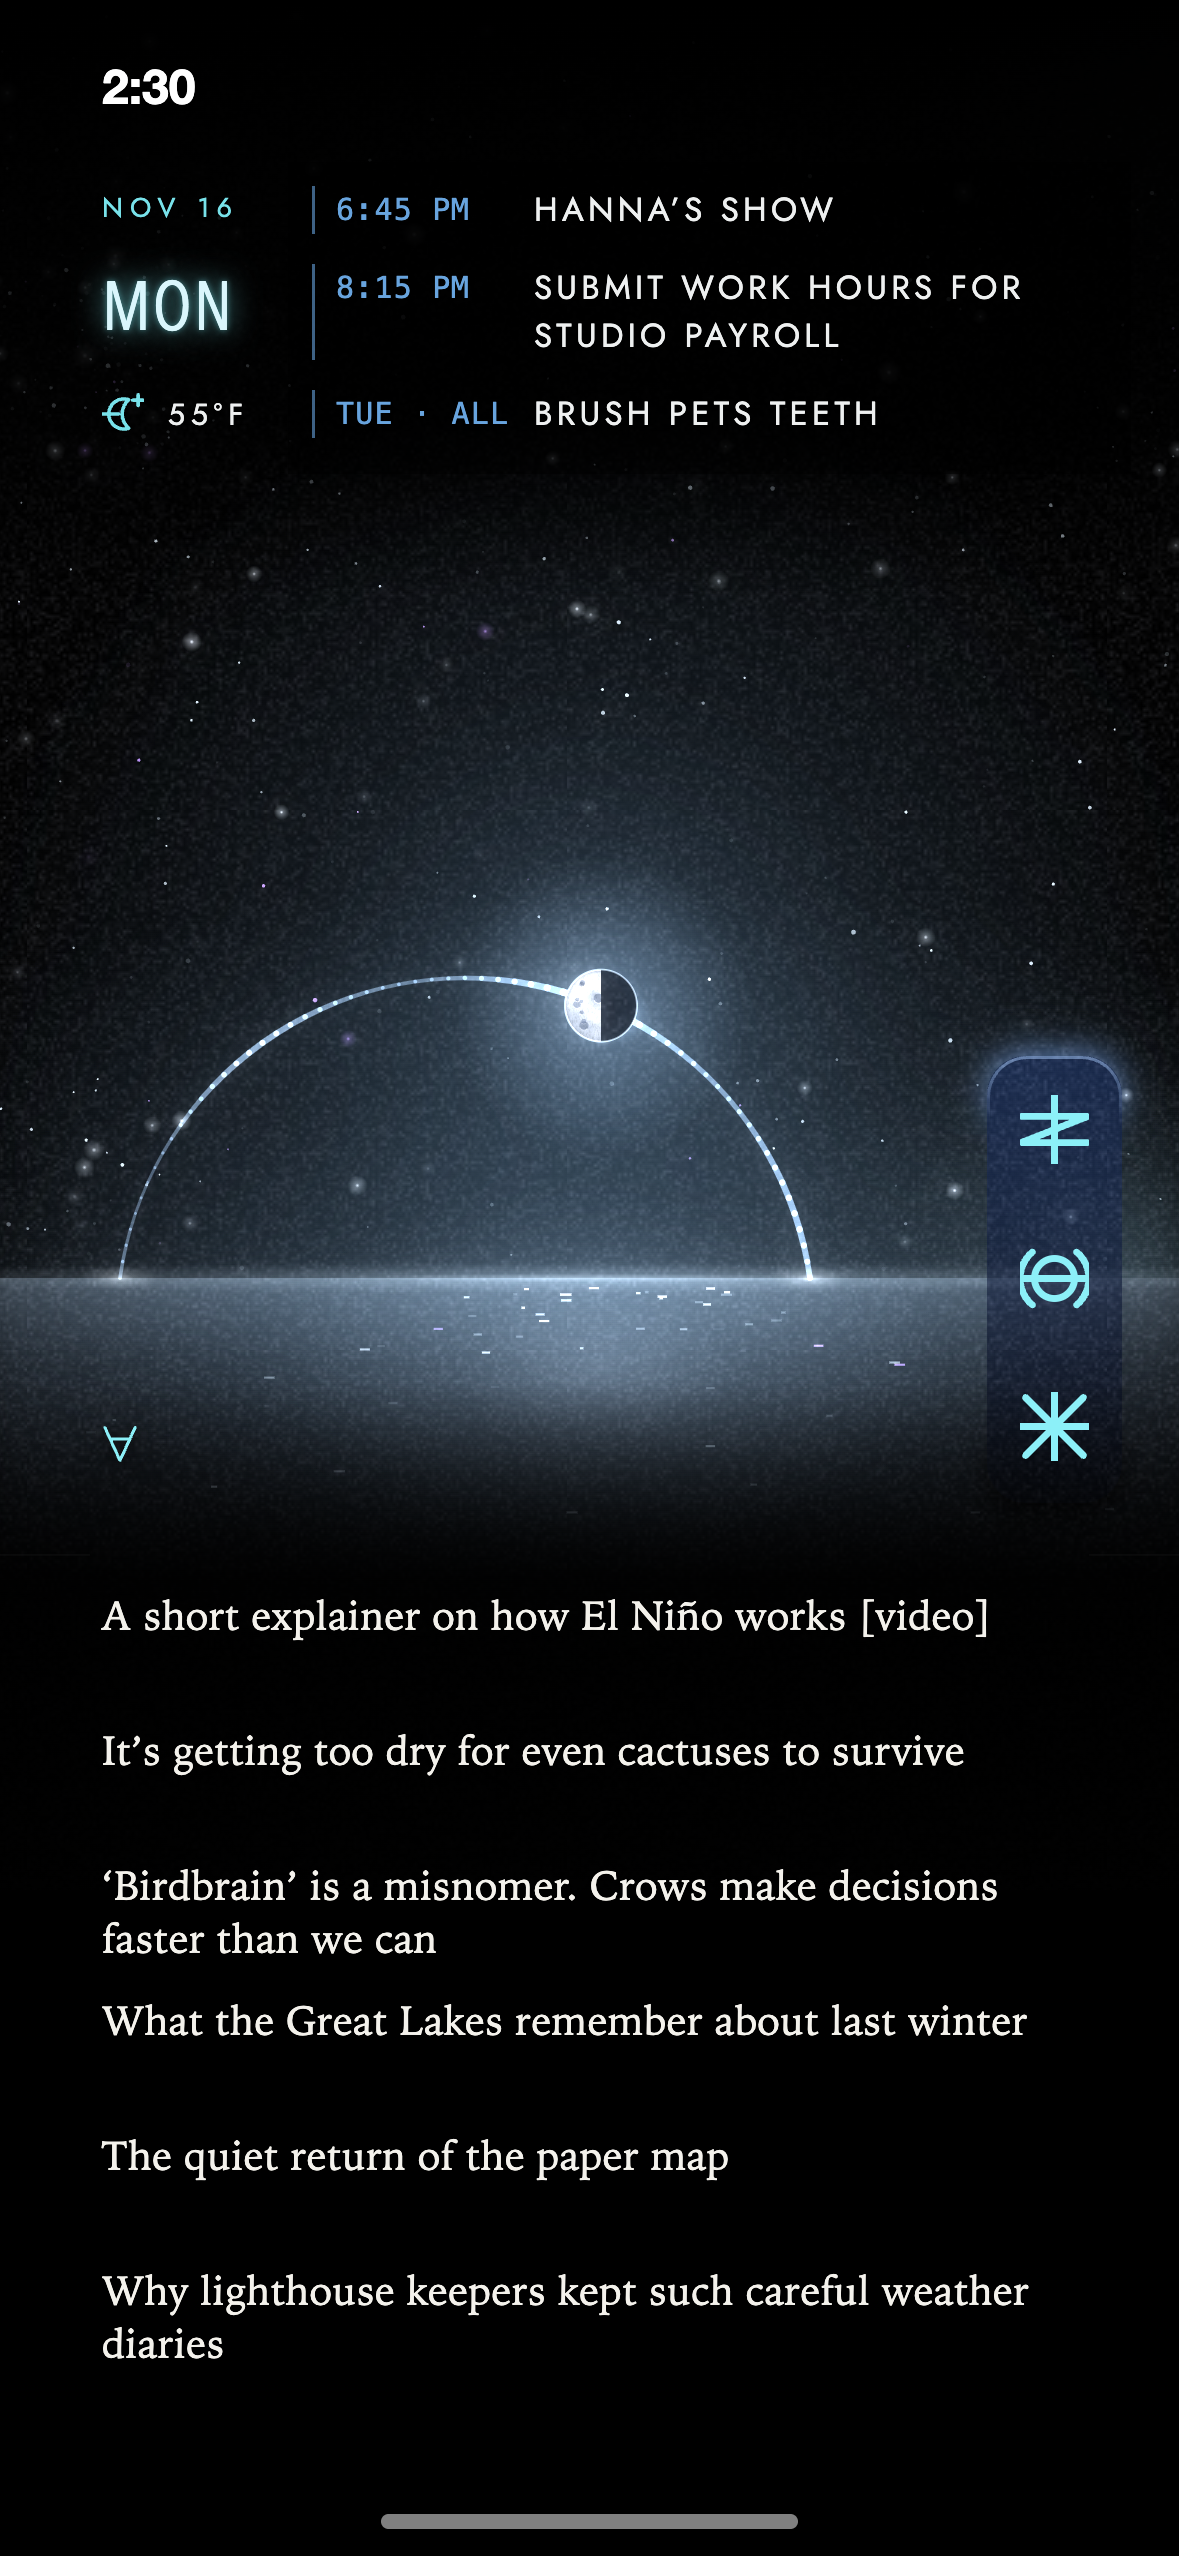 2:30
NOV 16
MON
55°F
6:45 PM HANNA’S SHOW
8:15 PM SUBMIT WORK HOURS FOR
STUDIO PAYROLL
TUE · ALL BRUSH PETS TEETH
∀
A short explainer on how El Niño works [video]
It’s getting too dry for even cactuses to survive
‘Birdbrain’ is a misnomer. Crows make decisions
faster than we can
What the Great Lakes remember about last winter
The quiet return of the paper map
Why lighthouse keepers kept such careful weather
diaries